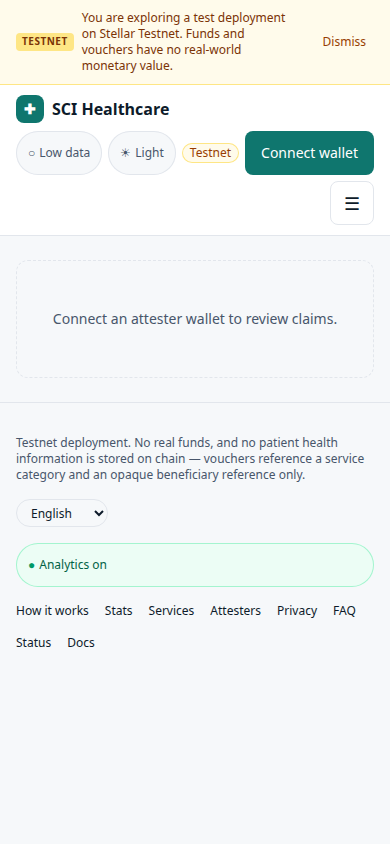 TESTNET
You are exploring a test deployment
on Stellar Testnet. Funds and
vouchers have no real-world
monetary value.
Dismiss
SCI Healthcare
Low data
Light
Testnet
Connect wallet
Connect an attester wallet to review claims.
Testnet deployment. No real funds, and no patient health
information is stored on chain — vouchers reference a service
category and an opaque beneficiary reference only.
English
Analytics on
How it works Stats Services Attesters Privacy FAQ
Status Docs